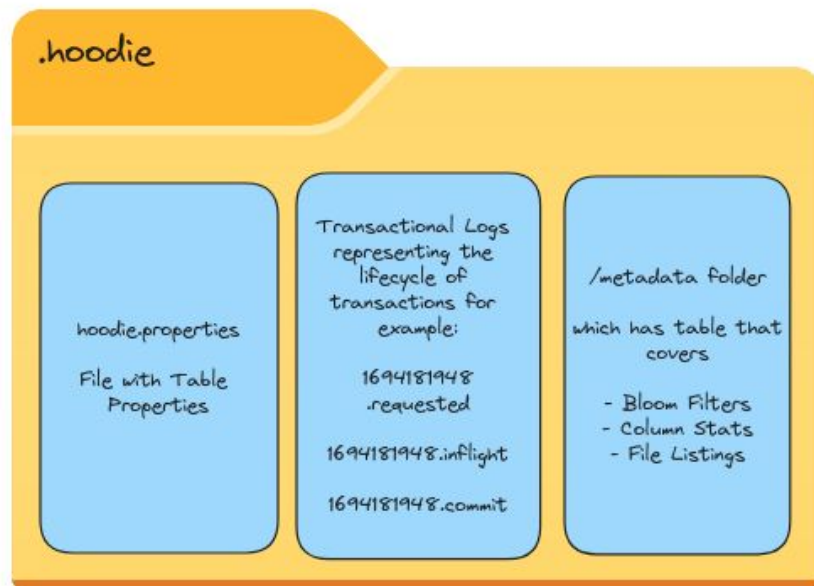 .hoodie
hoodie.properties
File with Table
Properties
Transactional Logs
representing the
lifecycle of
transactions for
example:
1694181948
.requested
1694181948.inflight
1694181948.commit
/metadata folder
which has table that
covers
- Bloom Filters
- Column Stats
- File Listings